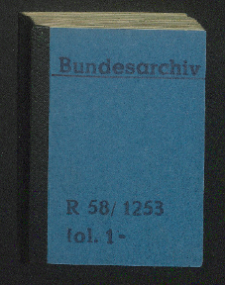 Bundesarchiv
R 58/ 1253
fol. 1-